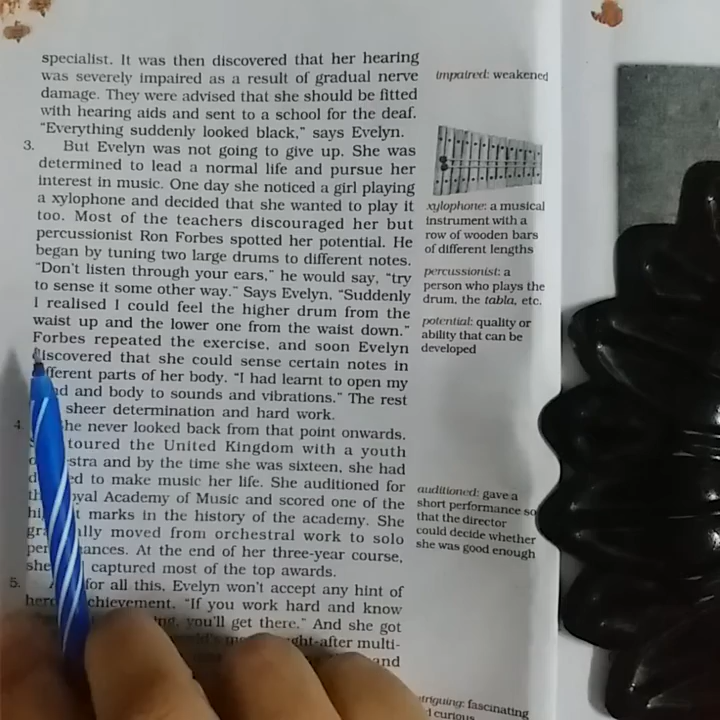 specialist. It was then discovered that her hearing
was severely impaired as a result of gradual nerve
damage. They were advised that she should be fitted
with hearing aids and sent to a school for the deaf.
“Everything suddenly looked black,” says Evelyn.
3. But Evelyn was not going to give up. She was
determined to lead a normal life and pursue her
interest in music. One day she noticed a girl playing
a xylophone and decided that she wanted to play it
too. Most of the teachers discouraged her but
percussionist Ron Forbes spotted her potential. He
began by tuning two large drums to different notes.
“Don't listen through your ears,” he would say, “try
to sense it some other way.” Says Evelyn, “Suddenly
I realised I could feel the higher drum from the
waist up and the lower one from the waist down.”
Forbes repeated the exercise, and soon Evelyn
discovered that she could sense certain notes in
different parts of her body. “I had learnt to open my
and body to sounds and vibrations.” The rest
sheer determination and hard work.
4. he never looked back from that point onwards.
toured the United Kingdom with a youth
and by the time she was sixteen, she had
to make music her life. She auditioned for
Academy of Music and scored one of the
marks in the history of the academy. She
moved from orchestral work to solo
At the end of her three-year course,
she captured most of the top awards.
5. for all this, Evelyn won't accept any hint of
achievement. “If you work hard and know
you'll get there.” And she got
multi-
and
impaired: weakened
xylophone: a musical
instrument with a
row of wooden bars
of different lengths
percussionist: a
person who plays the
drum, the tabla, etc.
potential: quality or
ability that can be
developed
auditioned: gave a
short performance so
that the director
could decide whether
she was good enough
fascinating
curious